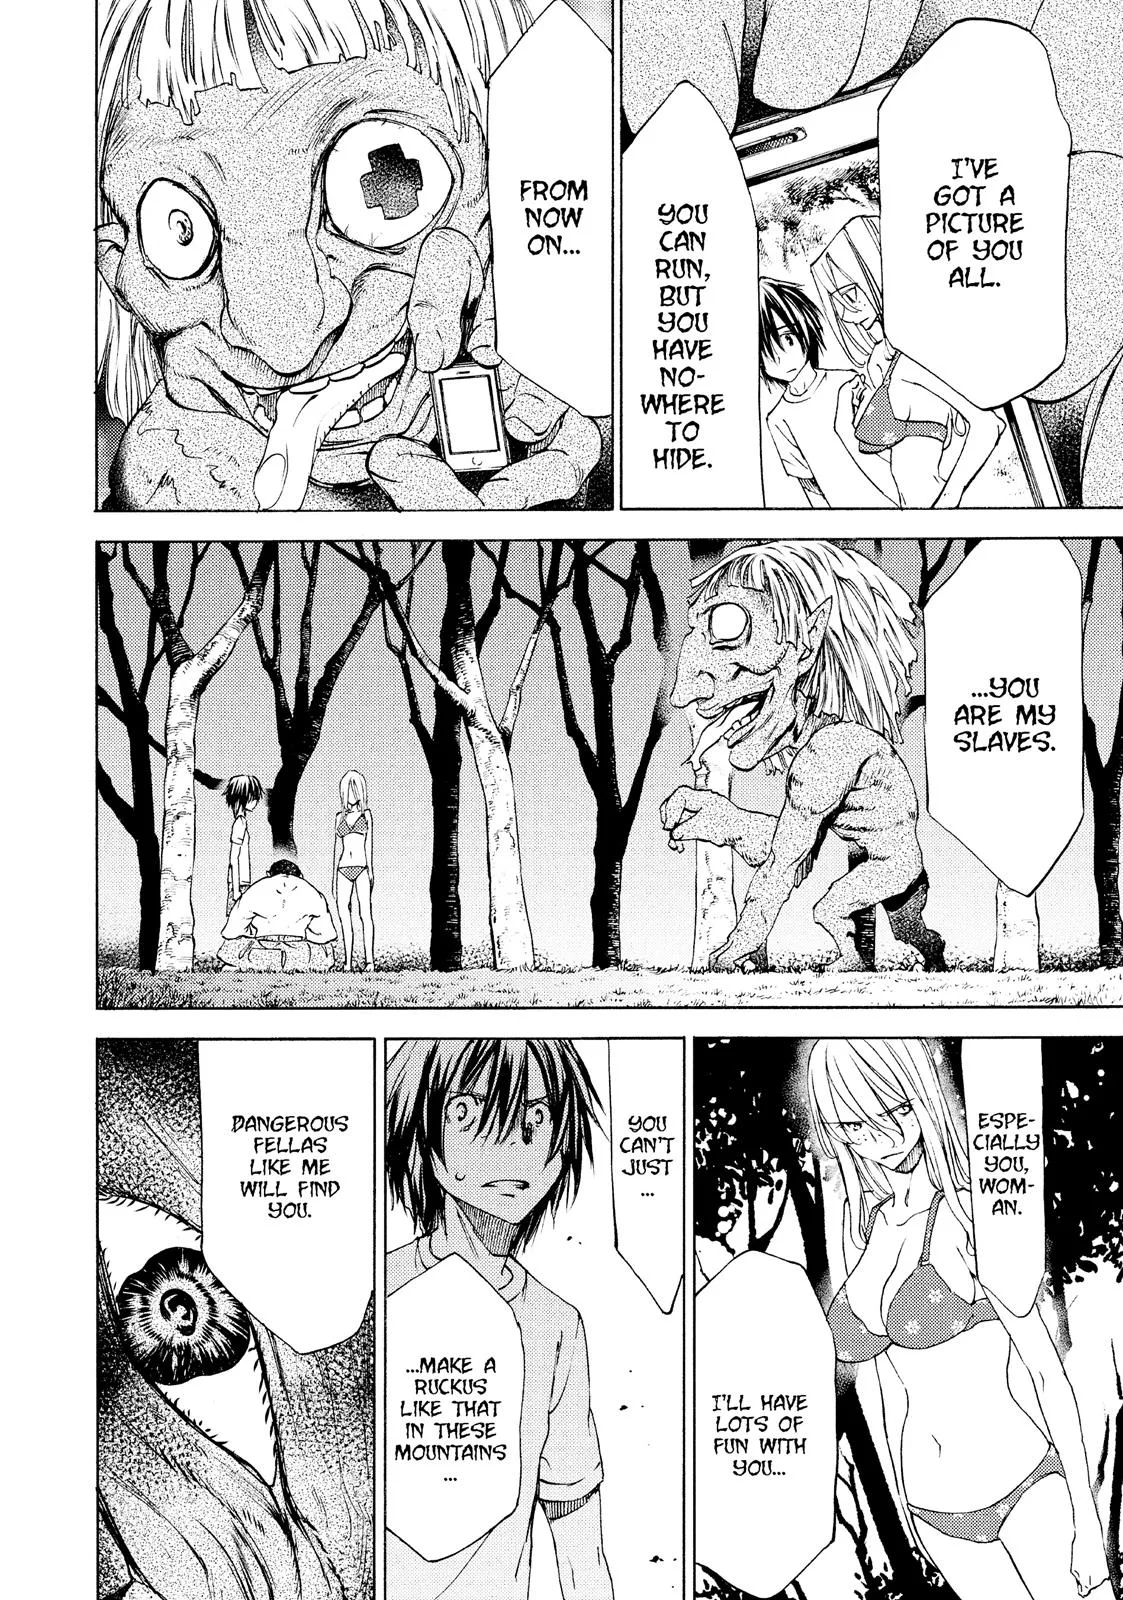 I'VE
GOT A
PICTURE
OF YOU
ALL.
YOU
CAN
RUN,
BUT
YOU
HAVE
NO-
WHERE
TO
HIDE.
FROM
NOW
ON...
...YOU
ARE MY
SLAVES.
ESPE-
CIALLY
YOU,
WOM-
AN.
I'LL HAVE
LOTS OF
FUN WITH
YOU...
YOU
CAN'T
JUST
...
...MAKE A
RUCKUS
LIKE THAT
IN THESE
MOUNTAINS
...
DANGEROUS
FELLAS
LIKE ME
WILL FIND
YOU.